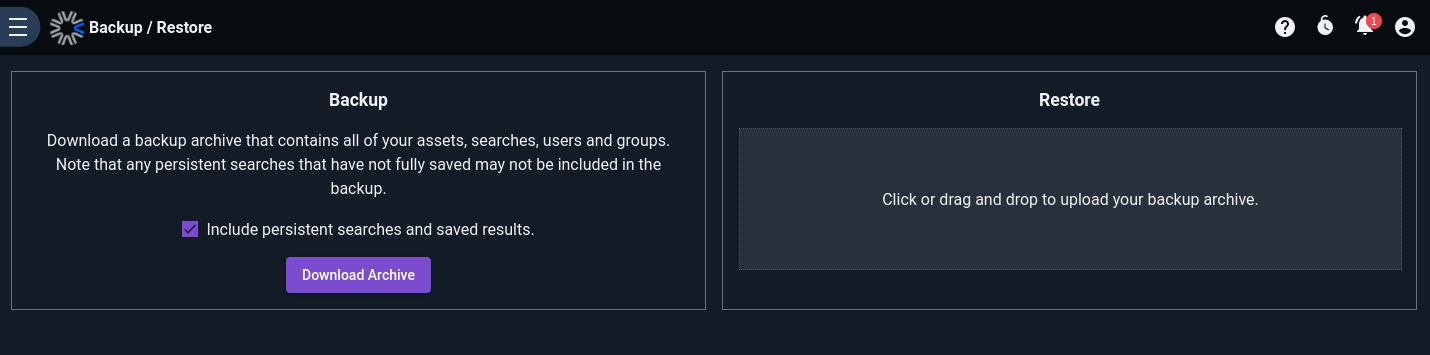 Backup / Restore
1
Backup
Download a backup archive that contains all of your assets, searches, users and groups.
Note that any persistent searches that have not fully saved may not be included in the
backup.
Include persistent searches and saved results.
Download Archive
Restore
Click or drag and drop to upload your backup archive.